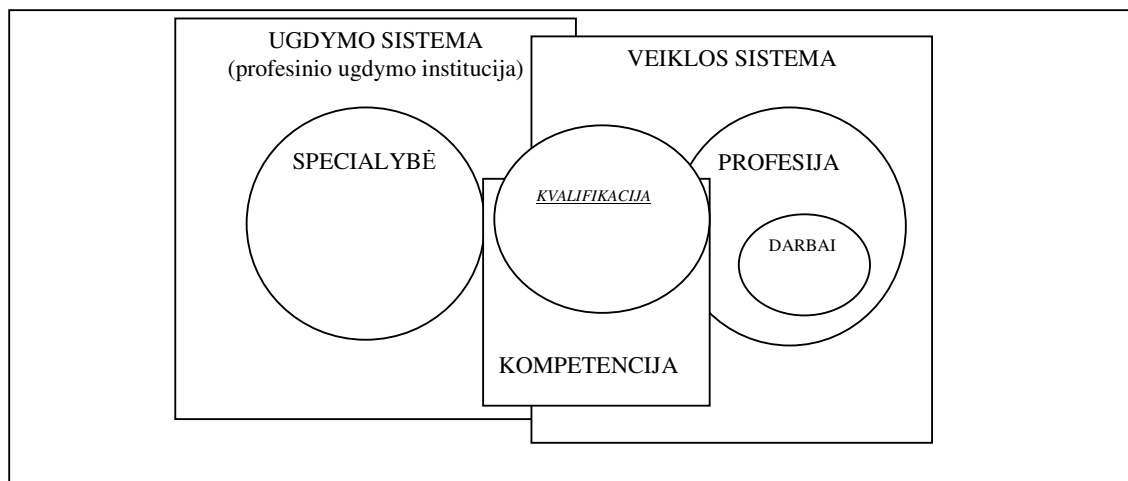 UGDYMO SISTEMA
(profesinio ugdymo institucija)
VEIKLOS SISTEMA
SPECIALYBĖ
KVALIFIKACIJA
PROFESIJA
DARBAI
KOMPETENCIJA